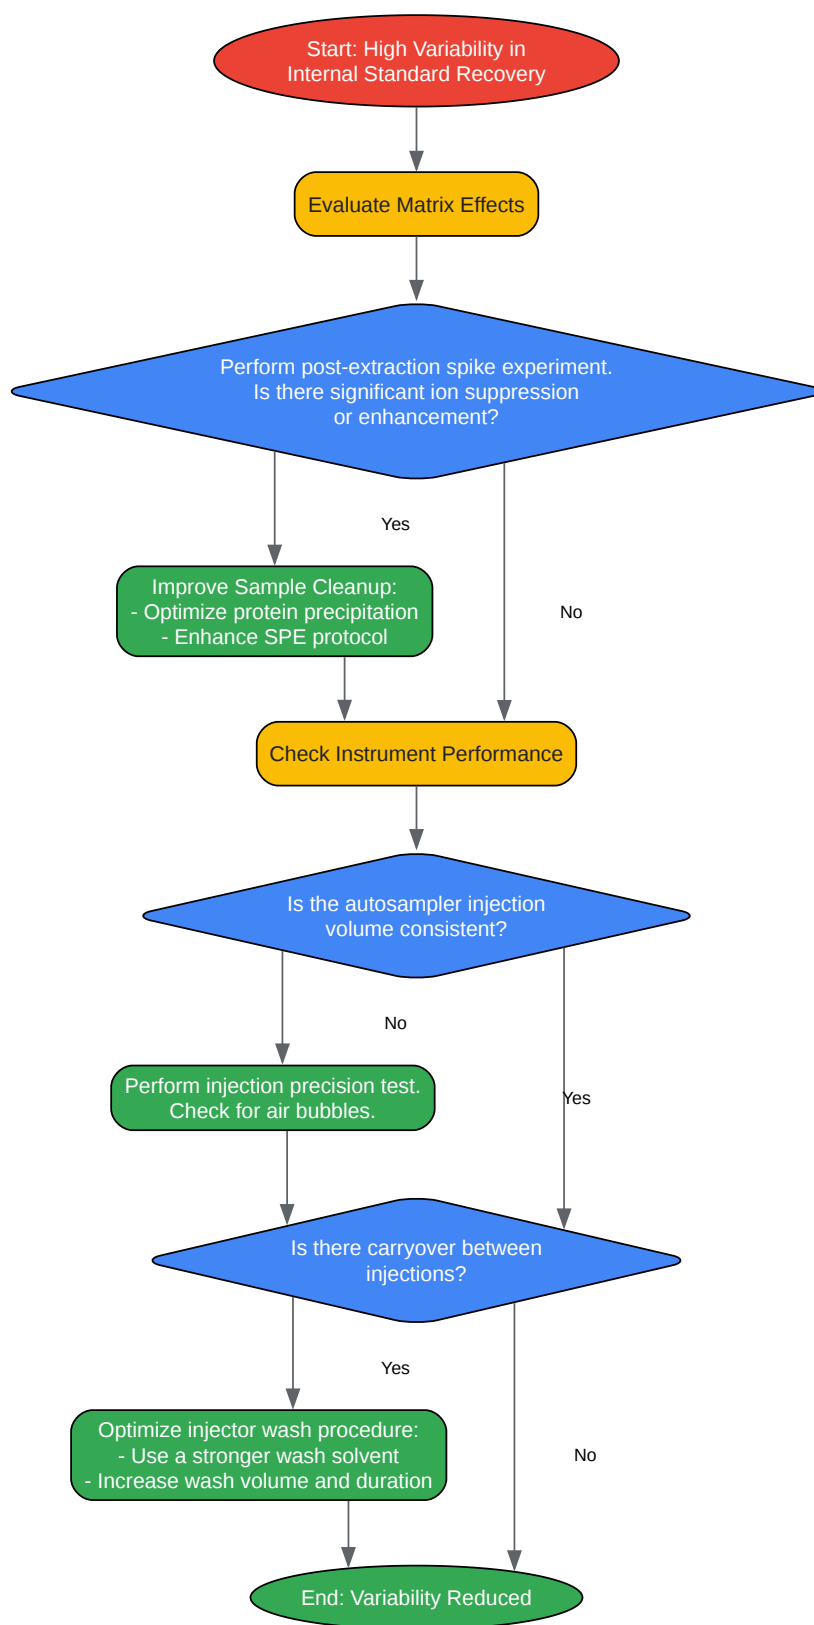 Start: High Variability in
Internal Standard Recovery
Evaluate Matrix Effects
Perform post-extraction spike experiment.
Is there significant ion suppression
or enhancement?
Yes
Improve Sample Cleanup:
- Optimize protein precipitation
- Enhance SPE protocol
No
Check Instrument Performance
Is the autosampler injection
volume consistent?
No
Perform injection precision test.
Check for air bubbles.
Yes
Is there carryover between
injections?
Yes
Optimize injector wash procedure:
- Use a stronger wash solvent
- Increase wash volume and duration
No
End: Variability Reduced